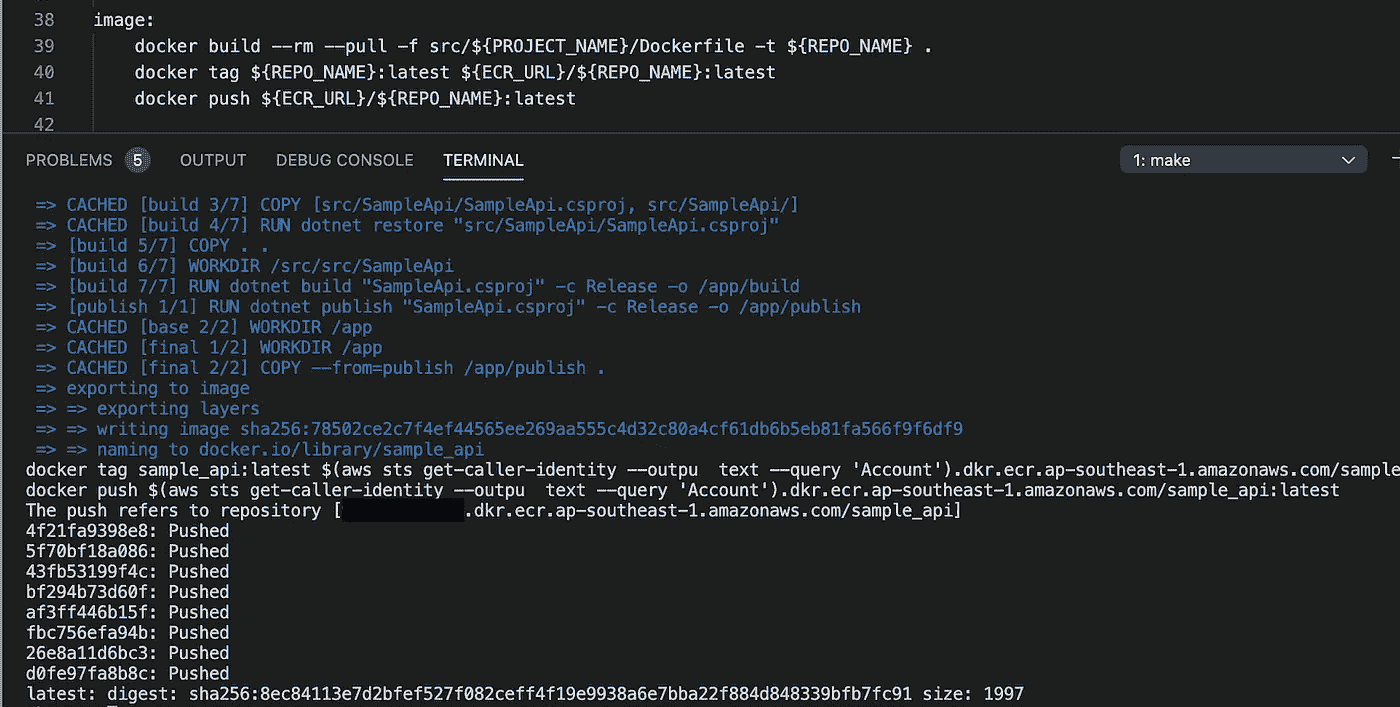 38 image:
39 docker build --rm --pull -f src/${PROJECT_NAME}/Dockerfile -t ${REPO_NAME} .
40 docker tag ${REPO_NAME}:latest ${ECR_URL}/${REPO_NAME}:latest
41 docker push ${ECR_URL}/${REPO_NAME}:latest
42
PROBLEMS 5 OUTPUT DEBUG CONSOLE TERMINAL 1: make
=> CACHED [build 3/7] COPY [src/SampleApi/SampleApi.csproj, src/SampleApi/]
=> CACHED [build 4/7] RUN dotnet restore "src/SampleApi/SampleApi.csproj"
=> [build 5/7] COPY . .
=> [build 6/7] WORKDIR /src/src/SampleApi
=> [build 7/7] RUN dotnet build "SampleApi.csproj" -c Release -o /app/build
=> [publish 1/1] RUN dotnet publish "SampleApi.csproj" -c Release -o /app/publish
=> CACHED [base 2/2] WORKDIR /app
=> CACHED [final 1/2] WORKDIR /app
=> CACHED [final 2/2] COPY --from=publish /app/publish .
=> exporting to image
=> => exporting layers
=> => writing image sha256:78502ce2c7f4ef44565ee269aa555c4d32c80a4cf61db6b5eb81fa566f9f6df9
=> => naming to docker.io/library/sample_api
docker tag sample_api:latest $(aws sts get-caller-identity --outpu  text --query 'Account').dkr.ecr.ap-southeast-1.amazonaws.com/sample
docker push $(aws sts get-caller-identity --outpu  text --query 'Account').dkr.ecr.ap-southeast-1.amazonaws.com/sample_api:latest
The push refers to repository [.dkr.ecr.ap-southeast-1.amazonaws.com/sample_api]
4f21fa9398e8: Pushed
5f70bf18a086: Pushed
43fb53199f4c: Pushed
bf294b73d60f: Pushed
af3ff446b15f: Pushed
fbc756efa94b: Pushed
26e8a11d6bc3: Pushed
d0fe97fa8b8c: Pushed
latest: digest: sha256:8ec84113e7d2bfef527f082ceff4f19e9938a6e7bba22f884d848339bfb7fc91 size: 1997